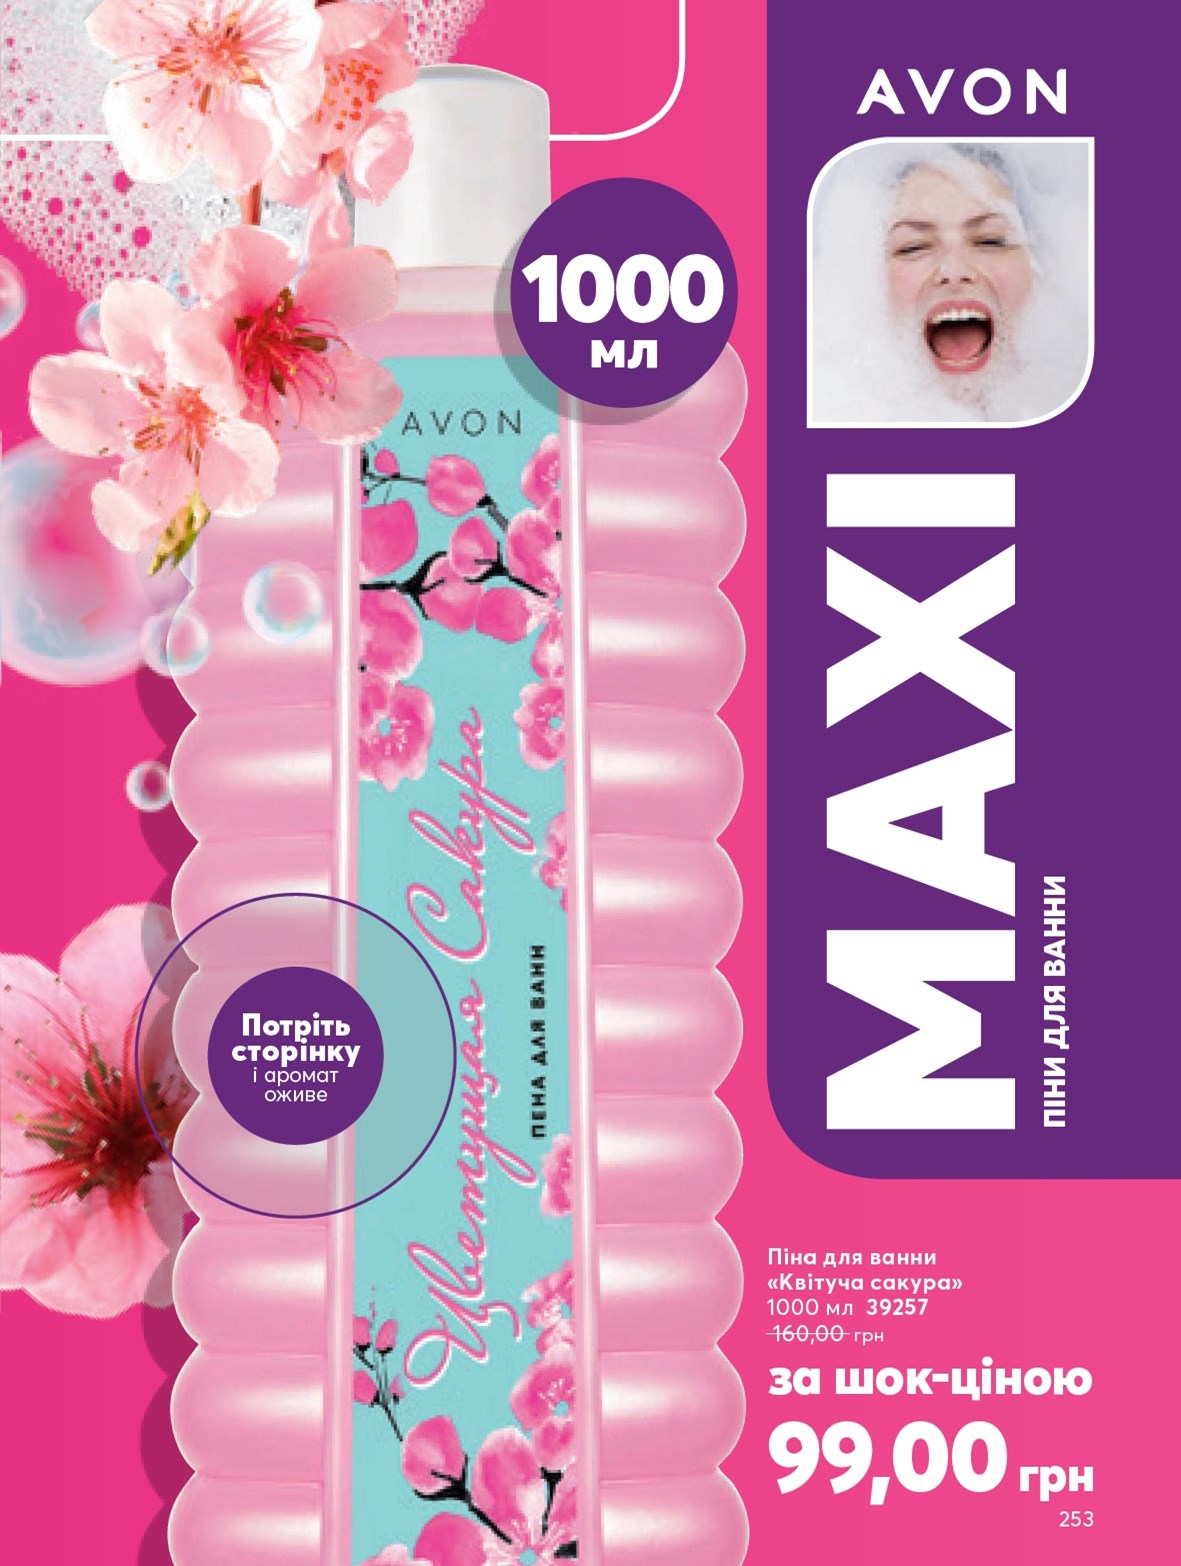 AVON
1000
мл
AVON
Цветущая Сакура
ПЕНА ДЛЯ ВАНН
Потріть
сторінку
і аромат
оживе
MAXI
ПІНИ ДЛЯ ВАННИ
Піна для ванни
«Квітуча сакура»
1000 мл 39257
160,00 грн
за шок-ціною
99,00 грн
253